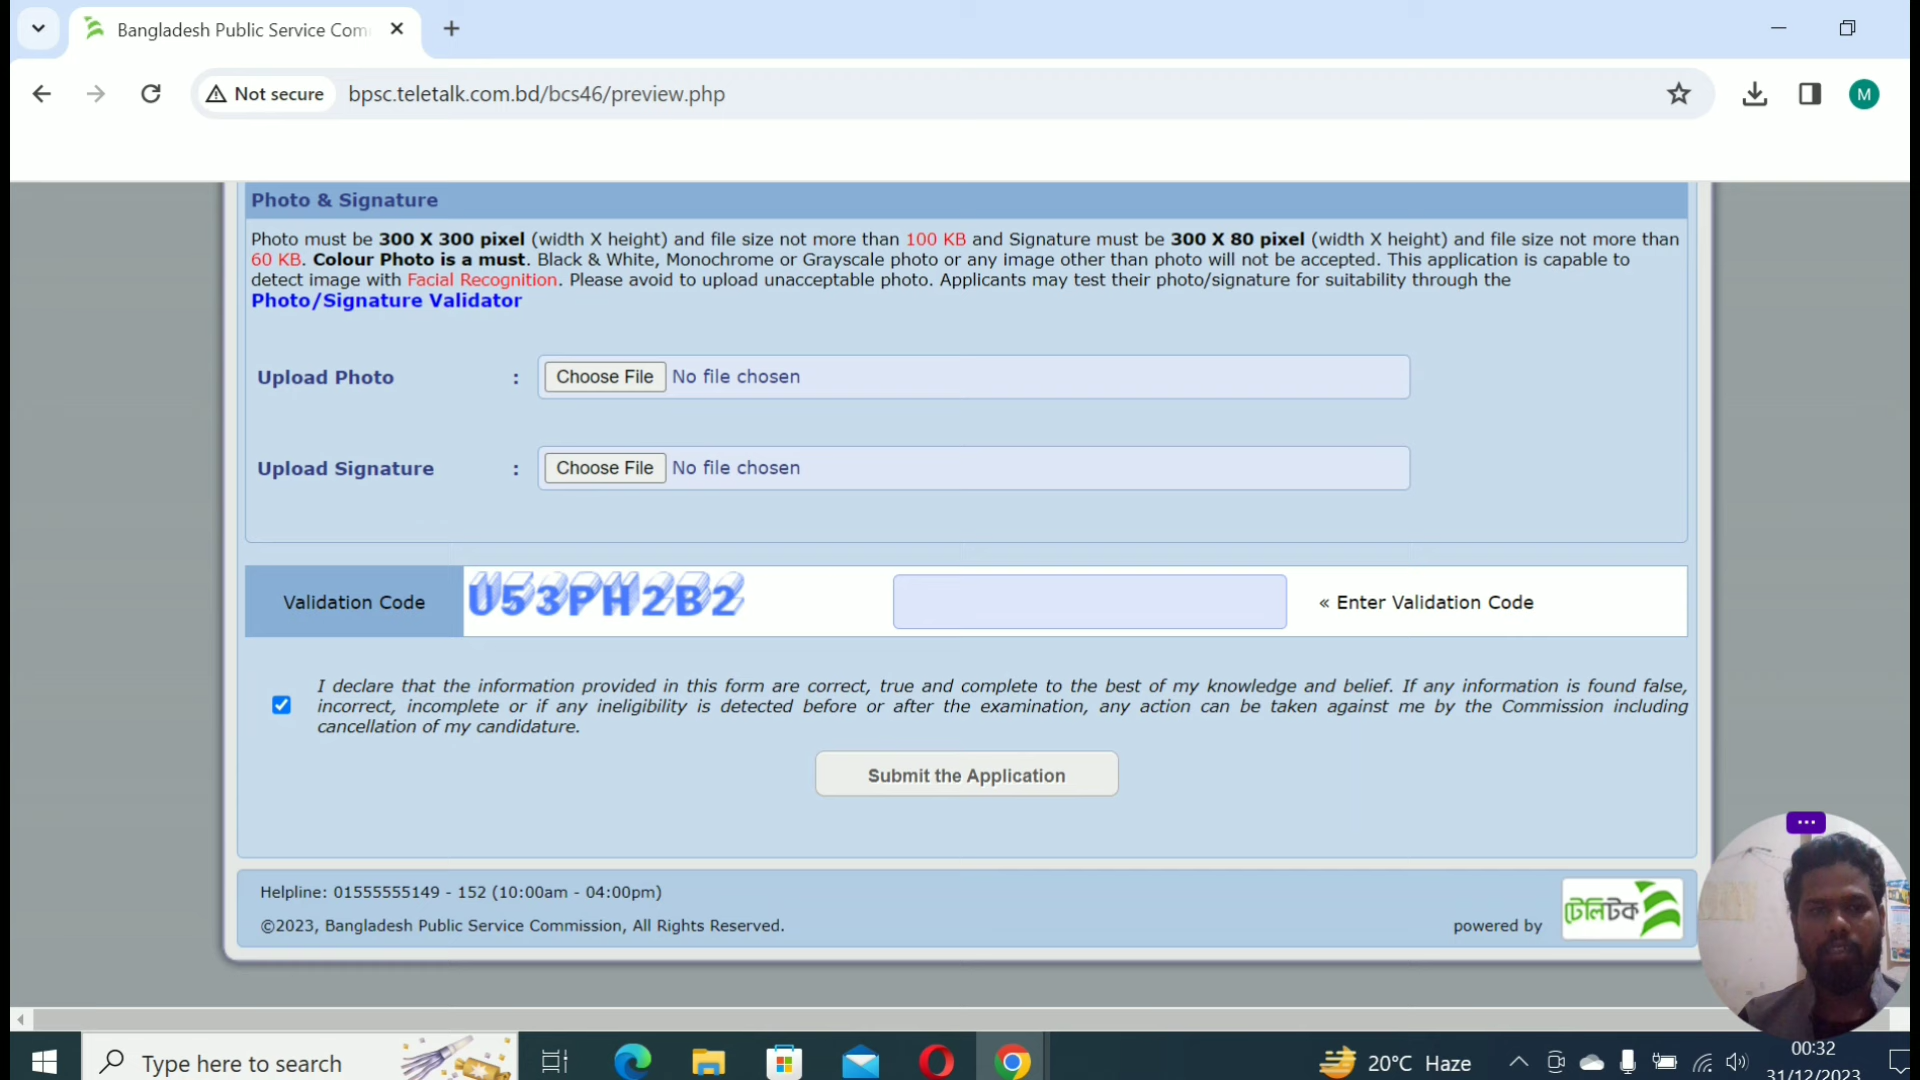 Bangladesh Public Service Com
Not secure
bpsc.teletalk.com.bd/bcs46/preview.php
M
Photo & Signature
Photo must be 300 X 300 pixel (width X height) and file size not more than 100 KB and Signature must be 300 X 80 pixel (width X height) and file size not more than
60 KB. Colour Photo is a must. Black & White, Monochrome or Grayscale photo or any image other than photo will not be accepted. This application is capable to
detect image with Facial Recognition. Please avoid to upload unacceptable photo. Applicants may test their photo/signature for suitability through the
Photo/Signature Validator
Upload Photo : Choose File No file chosen
Upload Signature : Choose File No file chosen
Validation Code U53PH2B2 « Enter Validation Code
I declare that the information provided in this form are correct, true and complete to the best of my knowledge and belief. If any information is found false,
incorrect, incomplete or if any ineligibility is detected before or after the examination, any action can be taken against me by the Commission including
cancellation of my candidature.
Submit the Application
Helpline: 01555555149 - 152 (10:00am - 04:00pm)
©2023, Bangladesh Public Service Commission, All Rights Reserved.
powered by টেলিটক
Type here to search
20°C Haze
00:32
31/12/2023